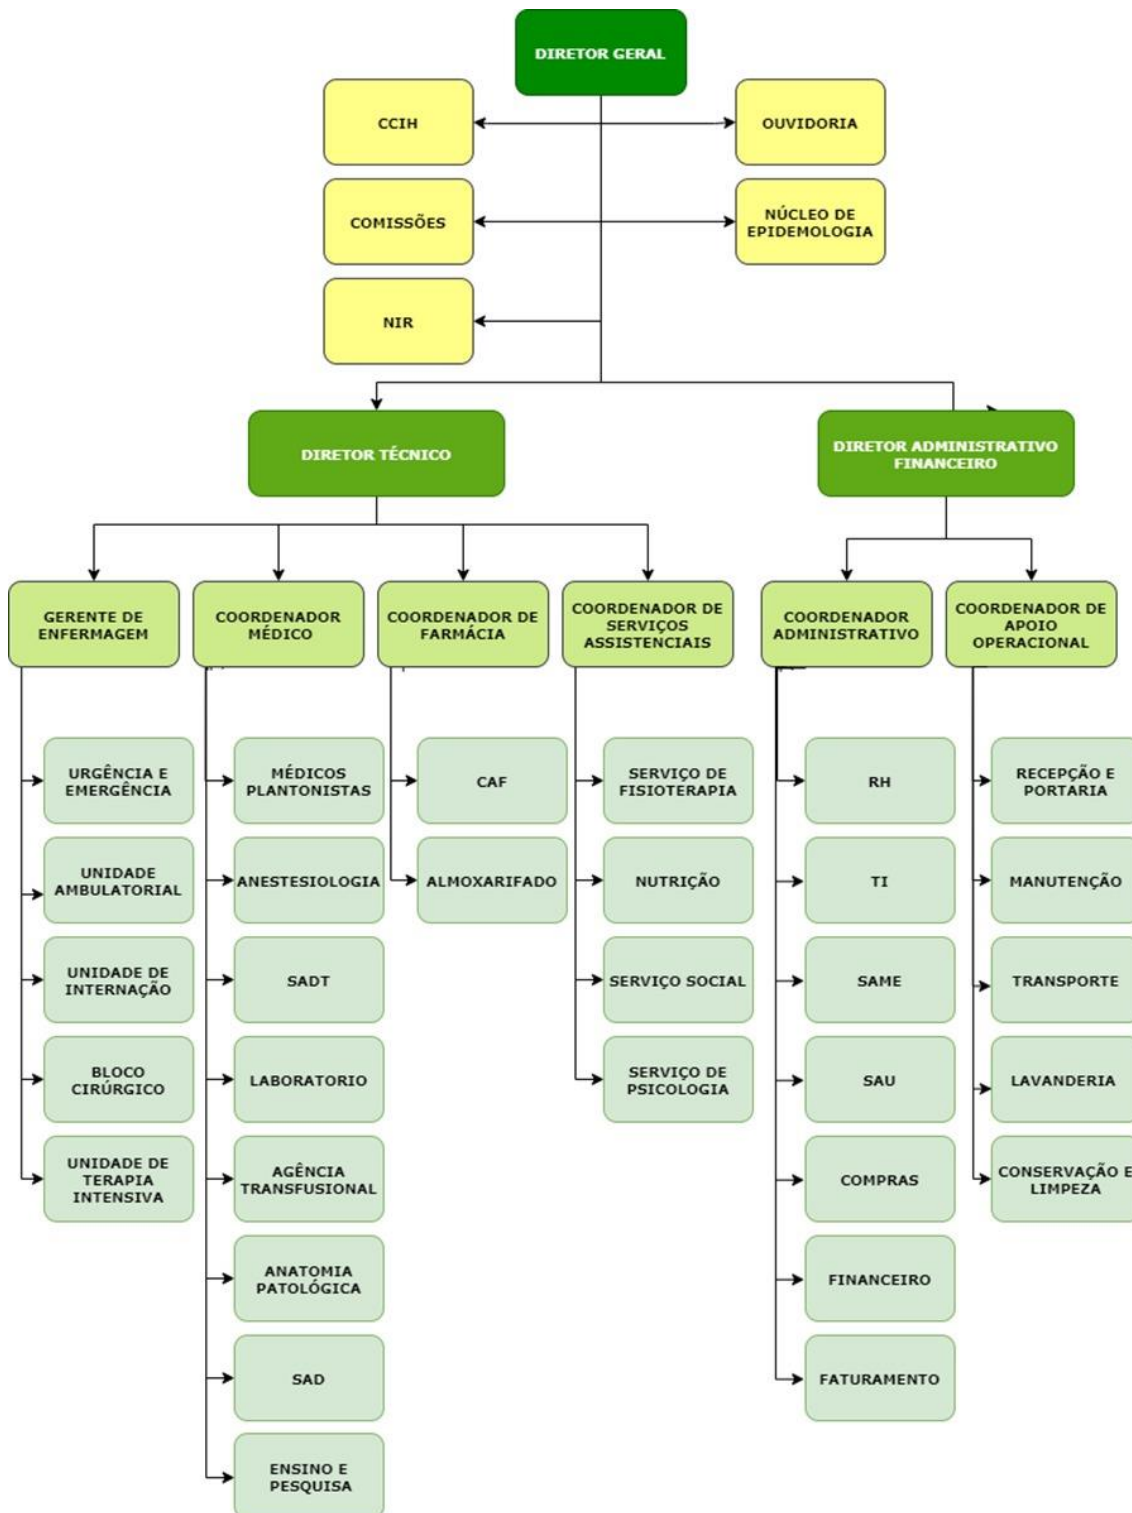 DIRETOR GERAL
CCIH
OUVIDORIA
COMISSÕES
NÚCLEO DE
EPIDEMOLOGIA
NIR
DIRETOR TÉCNICO
DIRETOR ADMINISTRATIVO
FINANCEIRO
GERENTE DE
ENFERMAGEM
COORDENADOR
MÉDICO
COORDENADOR DE
FARMÁCIA
COORDENADOR DE
SERVIÇOS
ASSISTENCIAIS
COORDENADOR
ADMINISTRATIVO
COORDENADOR DE
APOIO
OPERACIONAL
URGÊNCIA E
EMERGÊNCIA
UNIDADE
AMBULATORIAL
UNIDADE DE
INTERNAÇÃO
BLOCO
CIRÚRGICO
UNIDADE DE
TERAPIA
INTENSIVA
MÉDICOS
PLANTONISTAS
ANESTESIOLOGIA
SADT
LABORATORIO
AGÊNCIA
TRANSFUSIONAL
ANATOMIA
PATOLÓGICA
SAD
ENSINO E
PESQUISA
CAF
ALMOXARIFADO
SERVIÇO DE
FISIOTERAPIA
NUTRIÇÃO
SERVIÇO SOCIAL
SERVIÇO DE
PSICOLOGIA
RH
TI
SAME
SAU
COMPRAS
FINANCEIRO
FATURAMENTO
RECEPÇÃO E
PORTARIA
MANUTENÇÃO
TRANSPORTE
LAVANDERIA
CONSERVAÇÃO E
LIMPEZA